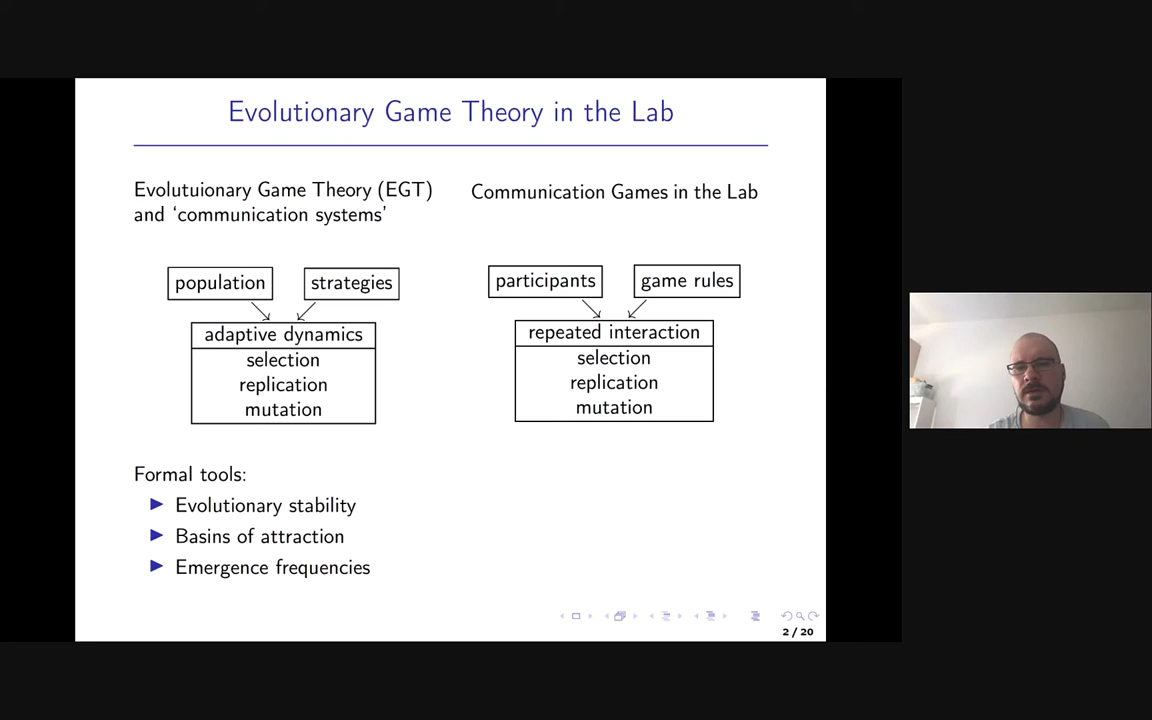 Evolutionary Game Theory in the Lab
Evolutuionary Game Theory (EGT)
and ‘communication systems’
population
strategies
adaptive dynamics
selection
replication
mutation
Communication Games in the Lab
participants
game rules
repeated interaction
selection
replication
mutation
Formal tools:
Evolutionary stability
Basins of attraction
Emergence frequencies
2 / 20